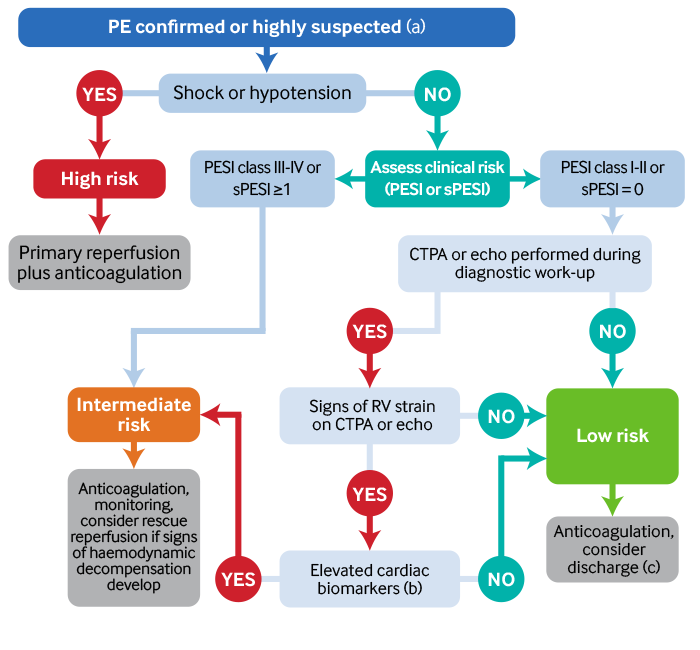 PE confirmed or highly suspected (a)
YES
Shock or hypotension
NO
High risk
PESI class III-IV or
sPESI ≥1
Assess clinical risk
(PESI or sPESI)
PESI class I-II or
sPESI = 0
Primary reperfusion
plus anticoagulation
CTPA or echo performed during
diagnostic work-up
YES
NO
Intermediate
risk
Signs of RV strain
on CTPA or echo
NO
Low risk
Anticoagulation,
monitoring,
consider rescue
reperfusion if signs
of haemodynamic
decompensation
develop
YES
Anticoagulation,
consider
discharge (c)
YES
Elevated cardiac
biomarkers (b)
NO